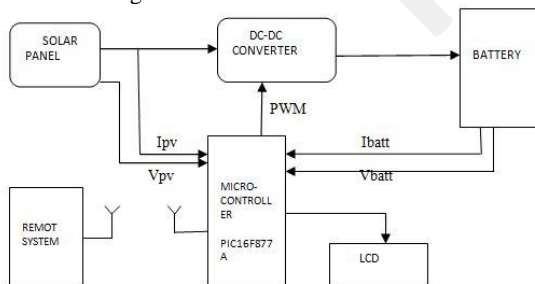 SOLAR
PANEL
DC-DC
CONVERTER
BATTERY
PWM
Ipv
Vpv
Ibatt
Vbatt
MICRO-
CONTROLL
ER
PIC16F877
A
REMOT
SYSTEM
LCD